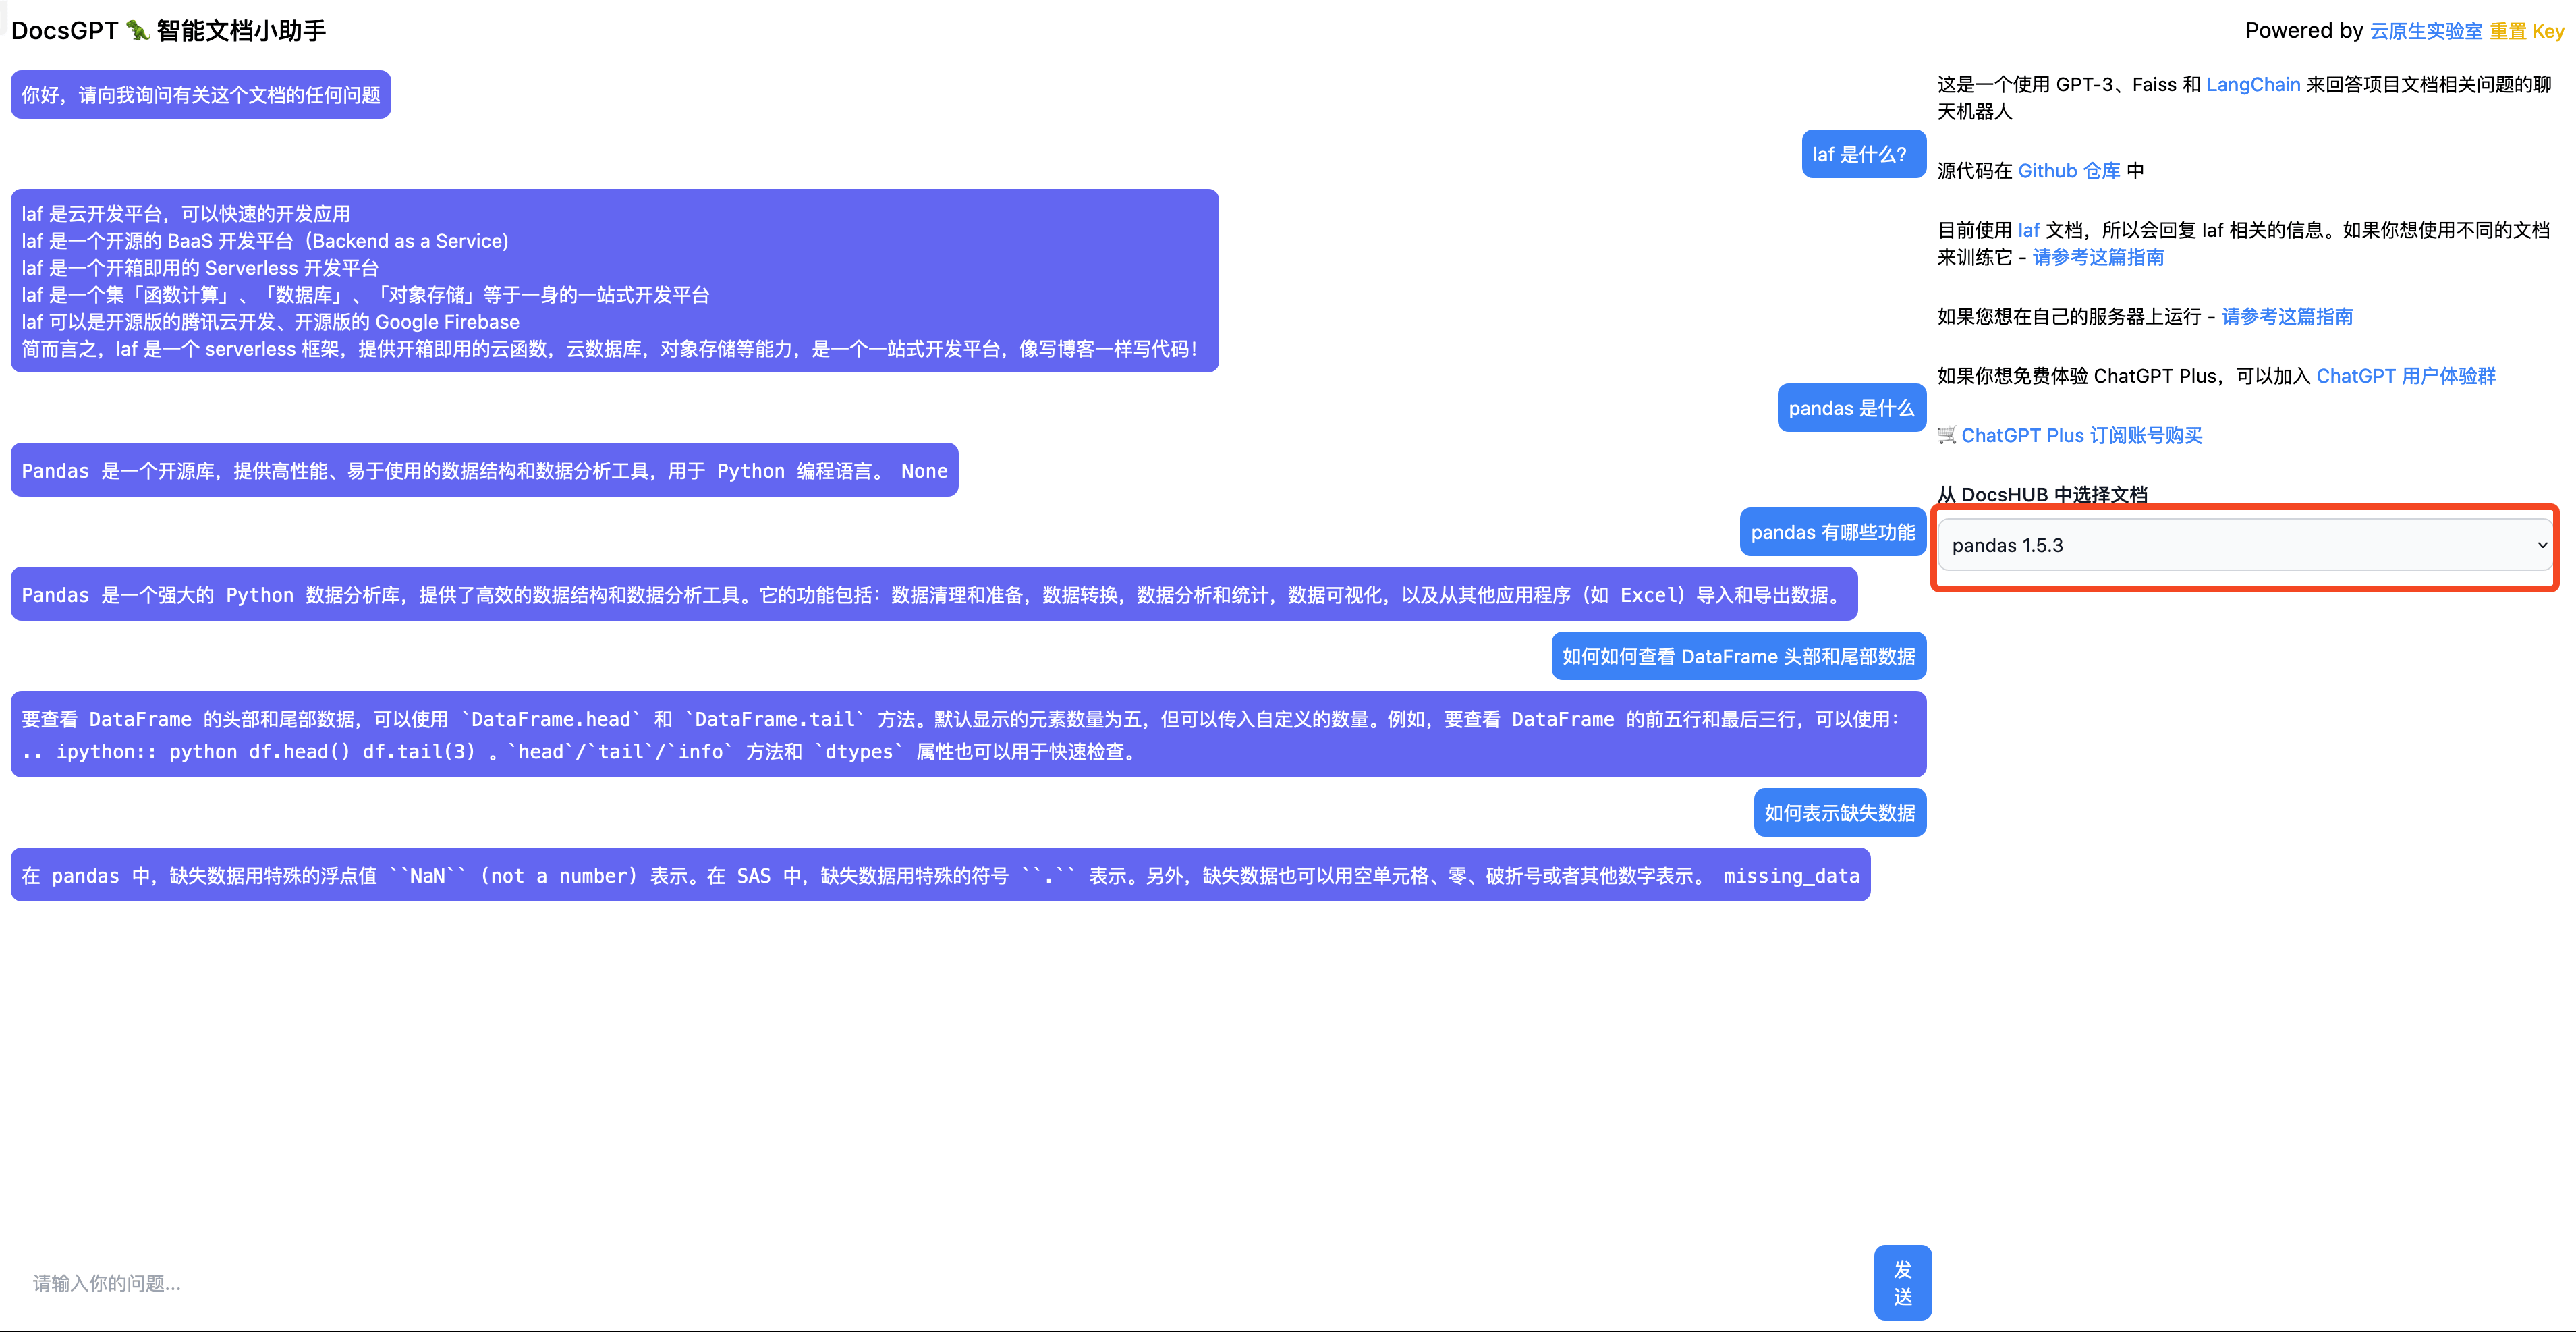 DocsGPT 🦖 智能文档小助手
Powered by 云原生实验室 重置 Key
你好，请向我询问有关这个文档的任何问题
laf 是什么？
laf 是云开发平台，可以快速的开发应用
laf 是一个开源的 BaaS 开发平台（Backend as a Service)
laf 是一个开箱即用的 Serverless 开发平台
laf 是一个集「函数计算」、「数据库」、「对象存储」等于一身的一站式开发平台
laf 可以是开源版的腾讯云开发、开源版的 Google Firebase
简而言之，laf 是一个 serverless 框架，提供开箱即用的云函数，云数据库，对象存储等能力，是一个一站式开发平台，像写博客一样写代码！
pandas 是什么
Pandas 是一个开源库，提供高性能、易于使用的数据结构和数据分析工具，用于 Python 编程语言。 None
pandas 有哪些功能
Pandas 是一个强大的 Python 数据分析库，提供了高效的数据结构和数据分析工具。它的功能包括：数据清理和准备，数据转换，数据分析和统计，数据可视化，以及从其他应用程序（如 Excel）导入和导出数据。
如何如何查看 DataFrame 头部和尾部数据
要查看 DataFrame 的头部和尾部数据，可以使用 `DataFrame.head` 和 `DataFrame.tail` 方法。默认显示的元素数量为五，但可以传入自定义的数量。例如，要查看 DataFrame 的前五行和最后三行，可以使用：
.. ipython:: python df.head() df.tail(3) 。`head`/`tail`/`info` 方法和 `dtypes` 属性也可以用于快速检查。
如何表示缺失数据
在 pandas 中，缺失数据用特殊的浮点值 ``NaN`` (not a number) 表示。在 SAS 中，缺失数据用特殊的符号 ``.`` 表示。另外，缺失数据也可以用空单元格、零、破折号或者其他数字表示。 missing_data
请输入你的问题...
发
送
这是一个使用 GPT-3、Faiss 和 LangChain 来回答项目文档相关问题的聊
天机器人
源代码在 Github 仓库 中
目前使用 laf 文档，所以会回复 laf 相关的信息。如果你想使用不同的文档
来训练它 - 请参考这篇指南
如果您想在自己的服务器上运行 - 请参考这篇指南
如果你想免费体验 ChatGPT Plus，可以加入 ChatGPT 用户体验群
🛒 ChatGPT Plus 订阅账号购买
从 DocsHUB 中选择文档
pandas 1.5.3